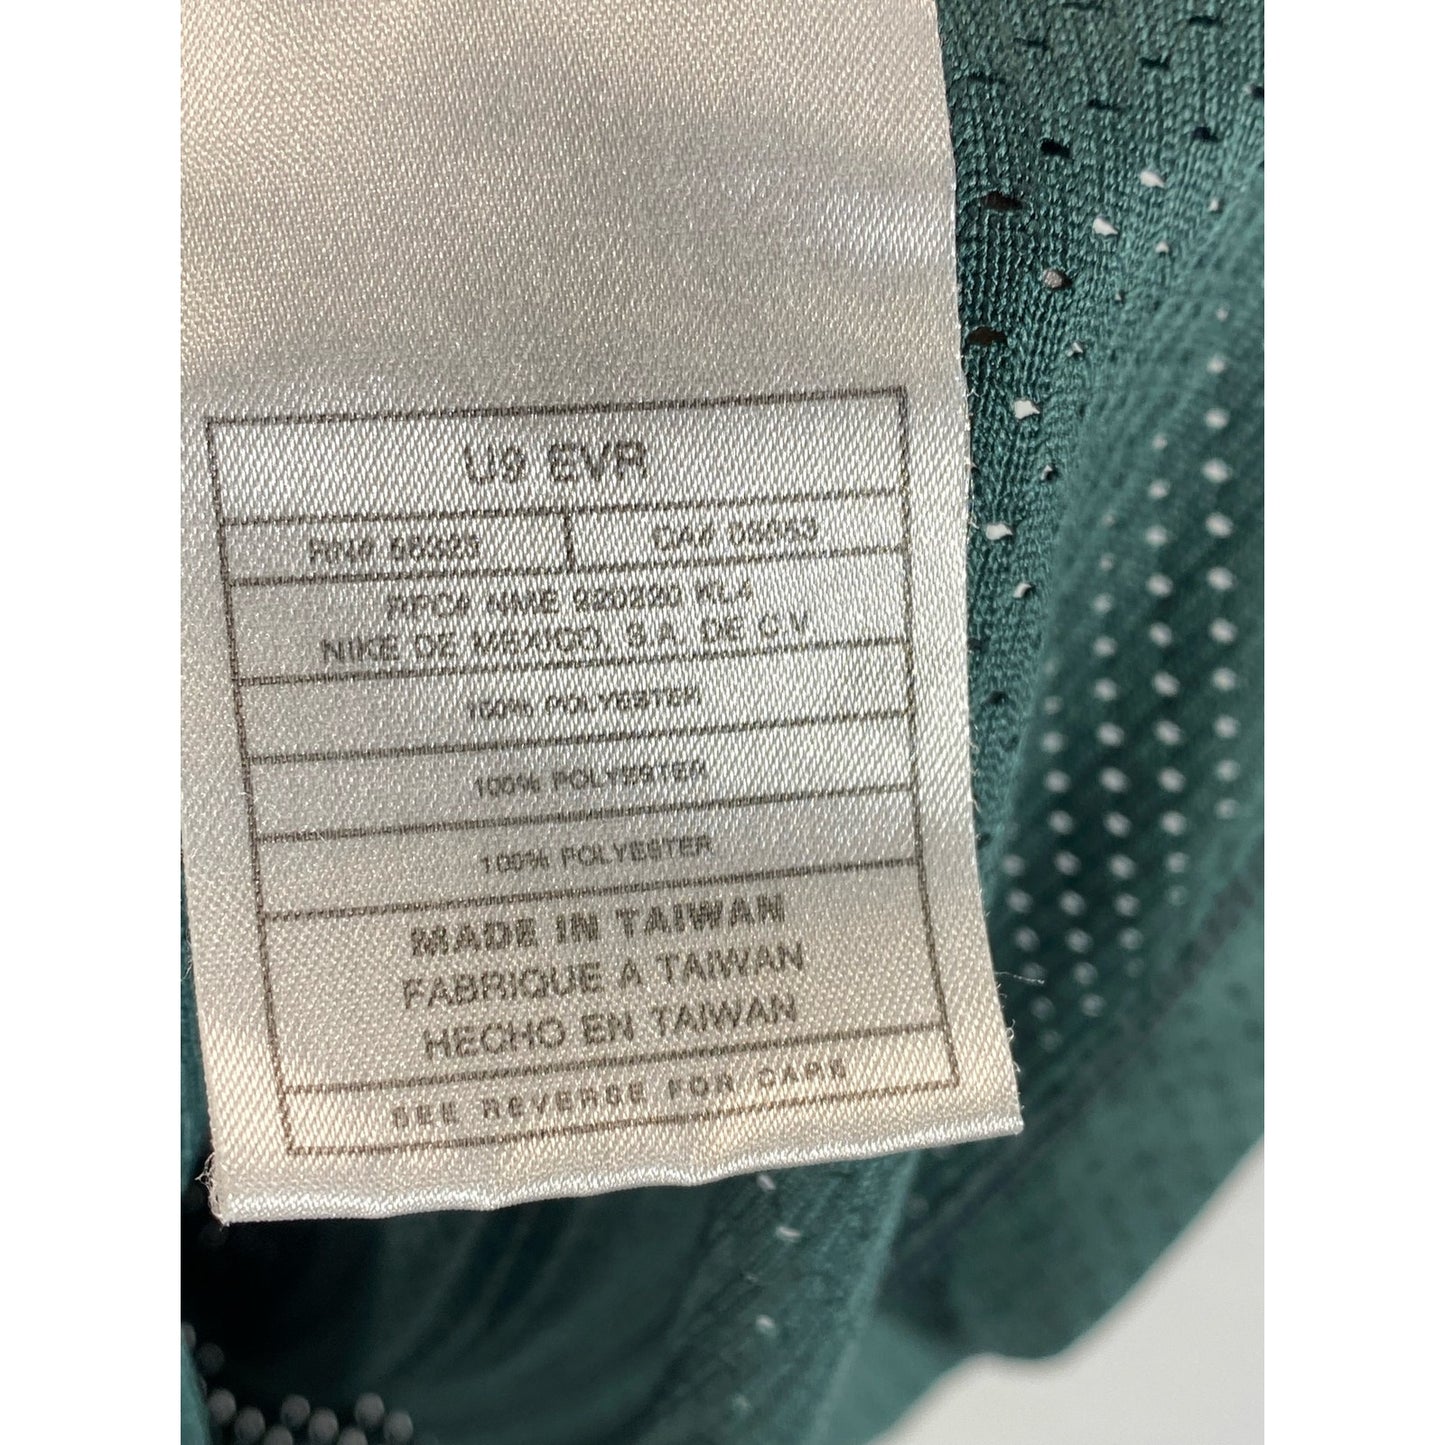 U9 EVR
RN# 56323 CA# 05553
RFC# NME 920220 KL4
NIKE DE MEXICO, S.A. DE C.V
100% POLYESTER
100% POLYESTER
100% POLYESTER
MADE IN TAIWAN
FABRIQUE A TAIWAN
HECHO EN TAIWAN
SEE REVERSE FOR CARE